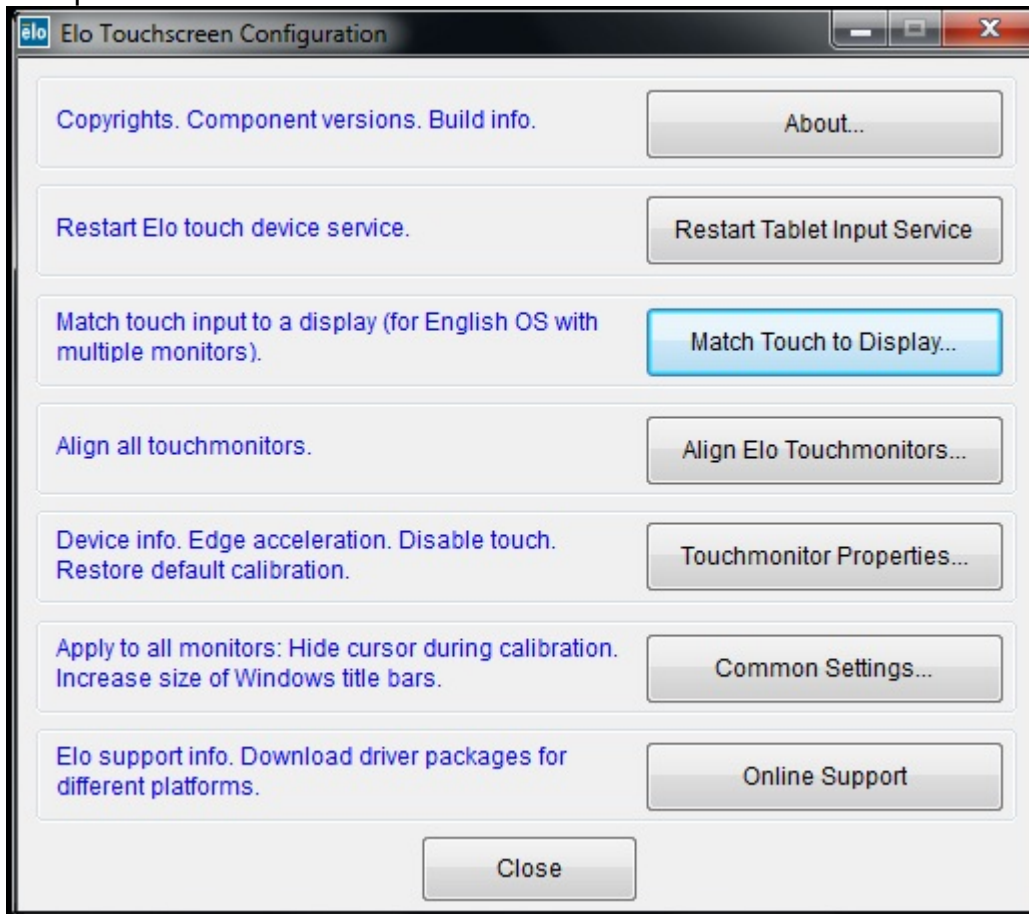 elo Elo Touchscreen Configuration
Copyrights. Component versions. Build info.
About...
Restart Elo touch device service.
Restart Tablet Input Service
Match touch input to a display (for English OS with
multiple monitors).
Match Touch to Display...
Align all touchmonitors.
Align Elo Touchmonitors...
Device info. Edge acceleration. Disable touch.
Restore default calibration.
Touchmonitor Properties...
Apply to all monitors: Hide cursor during calibration.
Increase size of Windows title bars.
Common Settings...
Elo support info. Download driver packages for
different platforms.
Online Support
Close